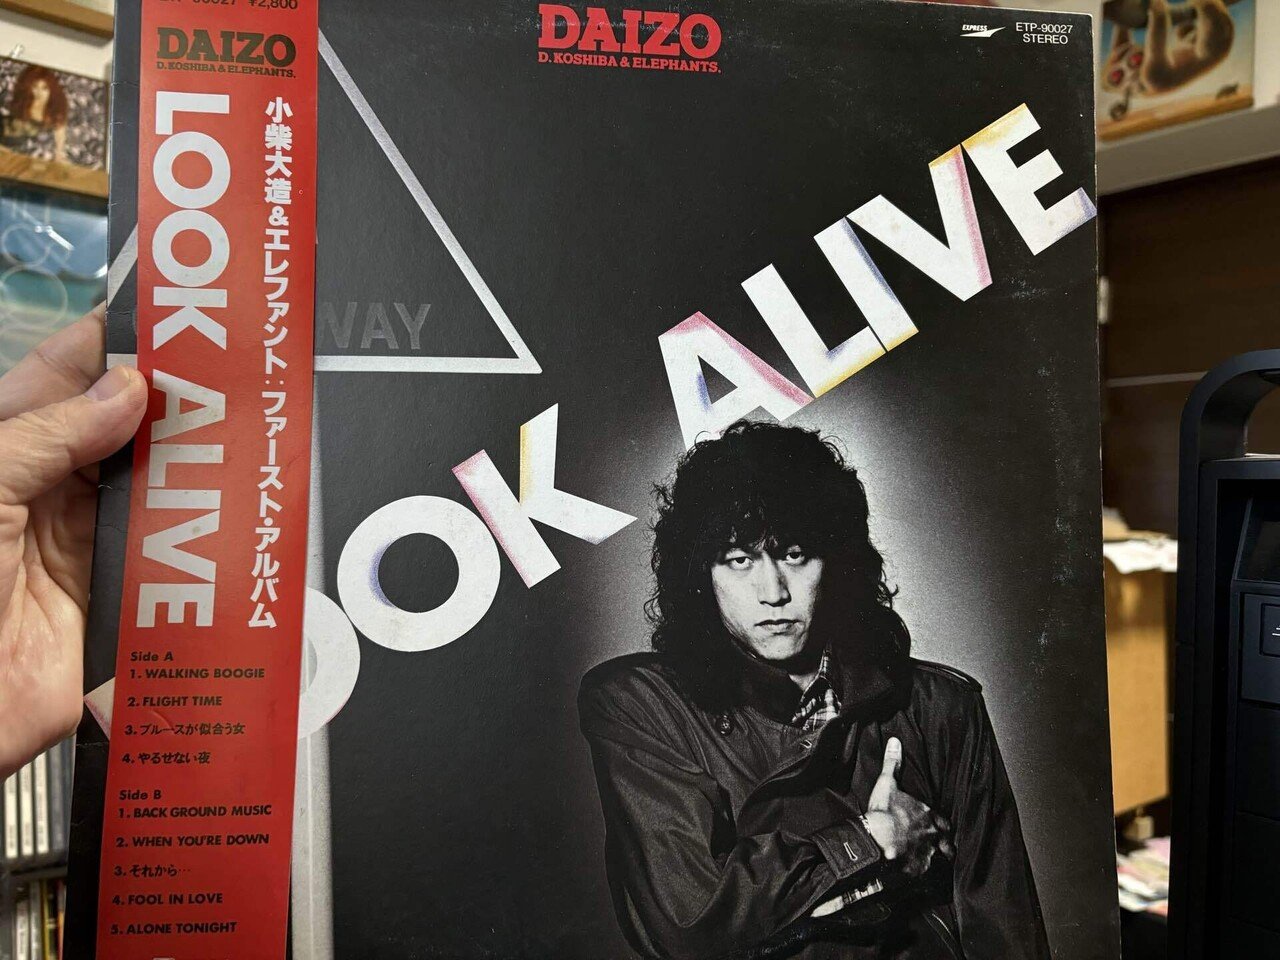 ETP-90027 ¥2,800
DAIZO
D. KOSHIBA & ELEPHANTS.
LOOK ALIVE
小柴大造&エレファント:ファースト・アルバム
Side A
1. WALKING BOOGIE
2. FLIGHT TIME
3. ブルースが似合う女
4. やるせない夜
Side B
1. BACK GROUND MUSIC
2. WHEN YOU'RE DOWN
3. それから…
4. FOOL IN LOVE
5. ALONE TONIGHT
DAIZO
D. KOSHIBA & ELEPHANTS.
EXPRESS
ETP-90027
STEREO
WAY
OOK ALIVE